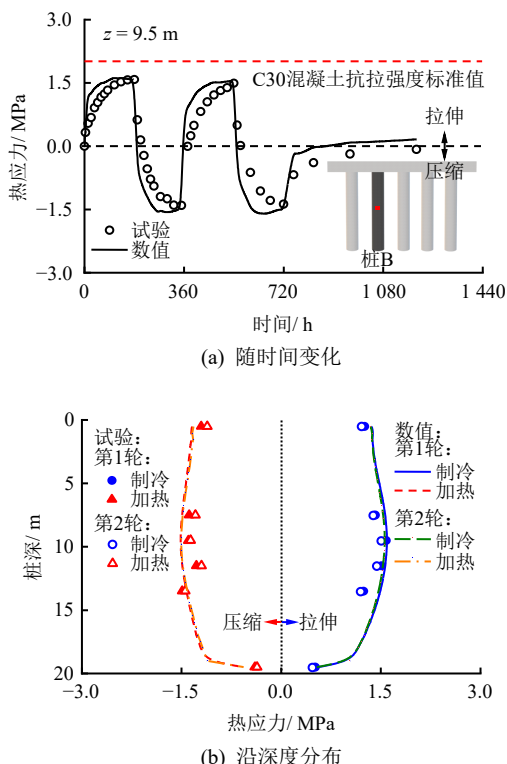 3.0
z = 9.5 m
1.5
C30混凝土抗拉强度标准值
拉伸
0.0
压缩
−1.5
试验
数值
桩B
−3.0
0 360 720 1 080 1 440
热应力/ MPa
时间/ h
(a) 随时间变化
0
试验：
第1轮：
制冷
加热
第2轮：
制冷
加热
数值：
第1轮：
制冷
加热
第2轮：
制冷
加热
5
10
15
压缩 拉伸
20
−3.0 −1.5 0.0 1.5 3.0
桩深/ m
热应力/ MPa
(b) 沿深度分布